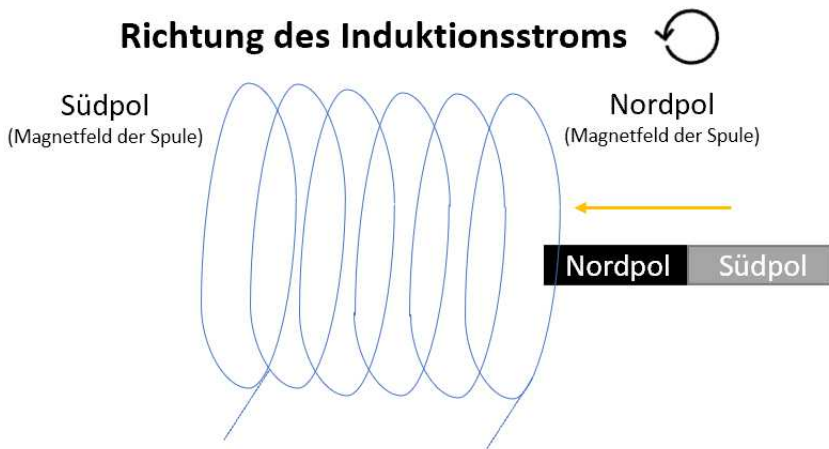 Richtung des Induktionsstroms
Südpol
(Magnetfeld der Spule)
Nordpol
(Magnetfeld der Spule)
Nordpol
Südpol